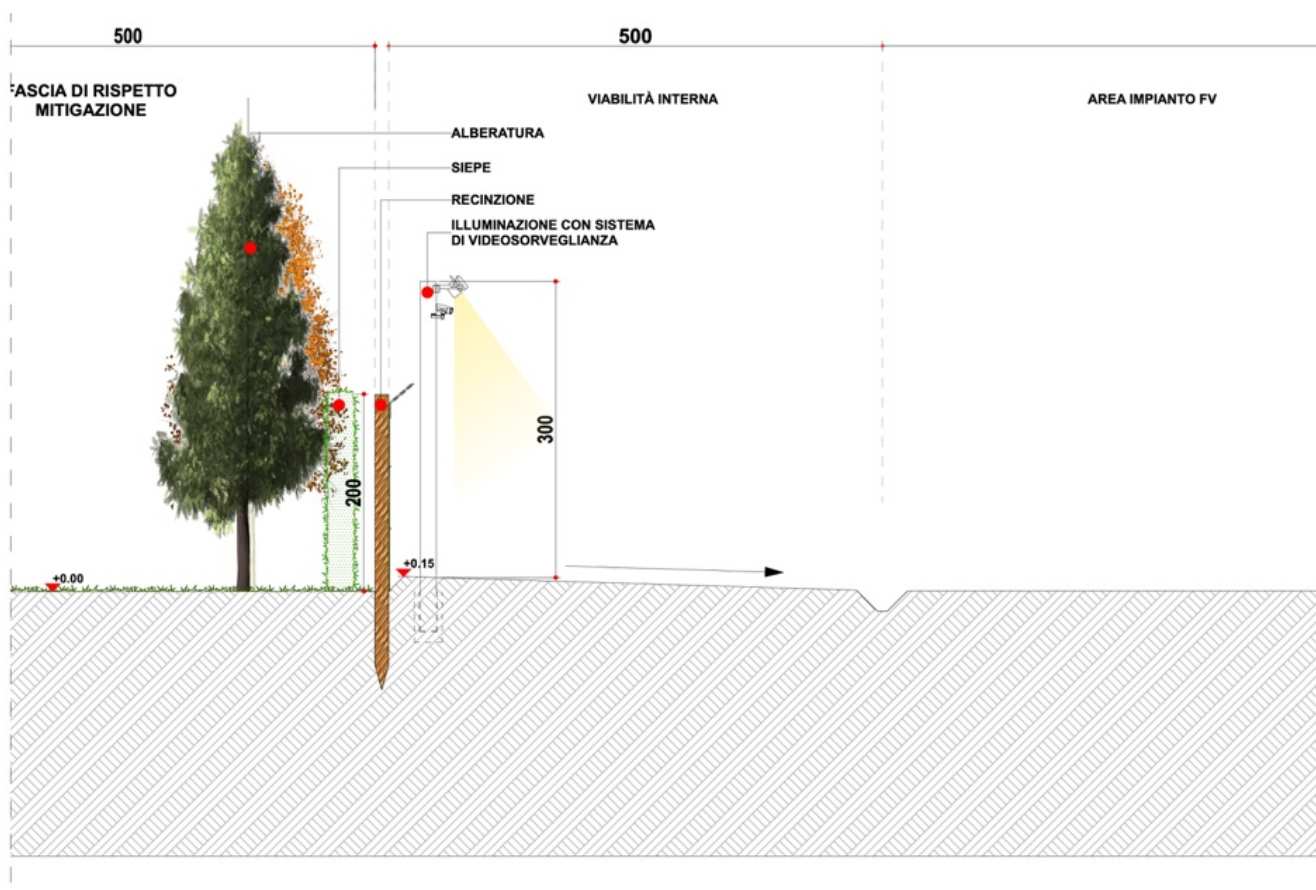 500
500
FASCIA DI RISPETTO
MITIGAZIONE
VIABILITÀ INTERNA
AREA IMPIANTO FV
ALBERATURA
SIEPE
RECINZIONE
ILLUMINAZIONE CON SISTEMA
DI VIDEOSORVEGLIANZA
300
200
+0.00
+0.15